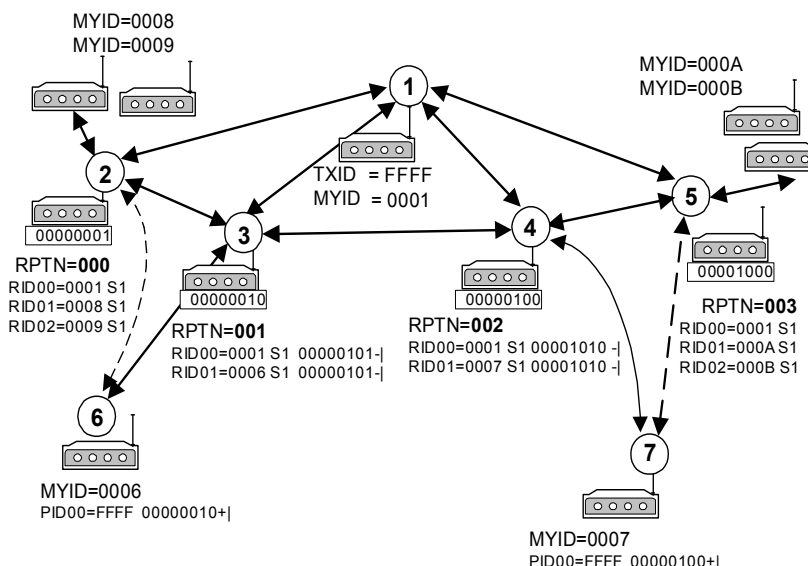 MYID=0008
MYID=0009
MYID=000A
MYID=000B
1
TXID = FFFF
MYID = 0001
2
00000001
RPTN=000
RID00=0001 S1
RID01=0008 S1
RID02=0009 S1
3
00000010
RPTN=001
RID00=0001 S1 00000101-|
RID01=0006 S1 00000101-|
4
00000100
RPTN=002
RID00=0001 S1 00001010 -|
RID01=0007 S1 00001010 -|
5
00001000
RPTN=003
RID00=0001 S1
RID01=000A S1
RID02=000B S1
6
MYID=0006
PID00=FFFF 00000010+|
7
MYID=0007
PID00=FFFF 00000100+|